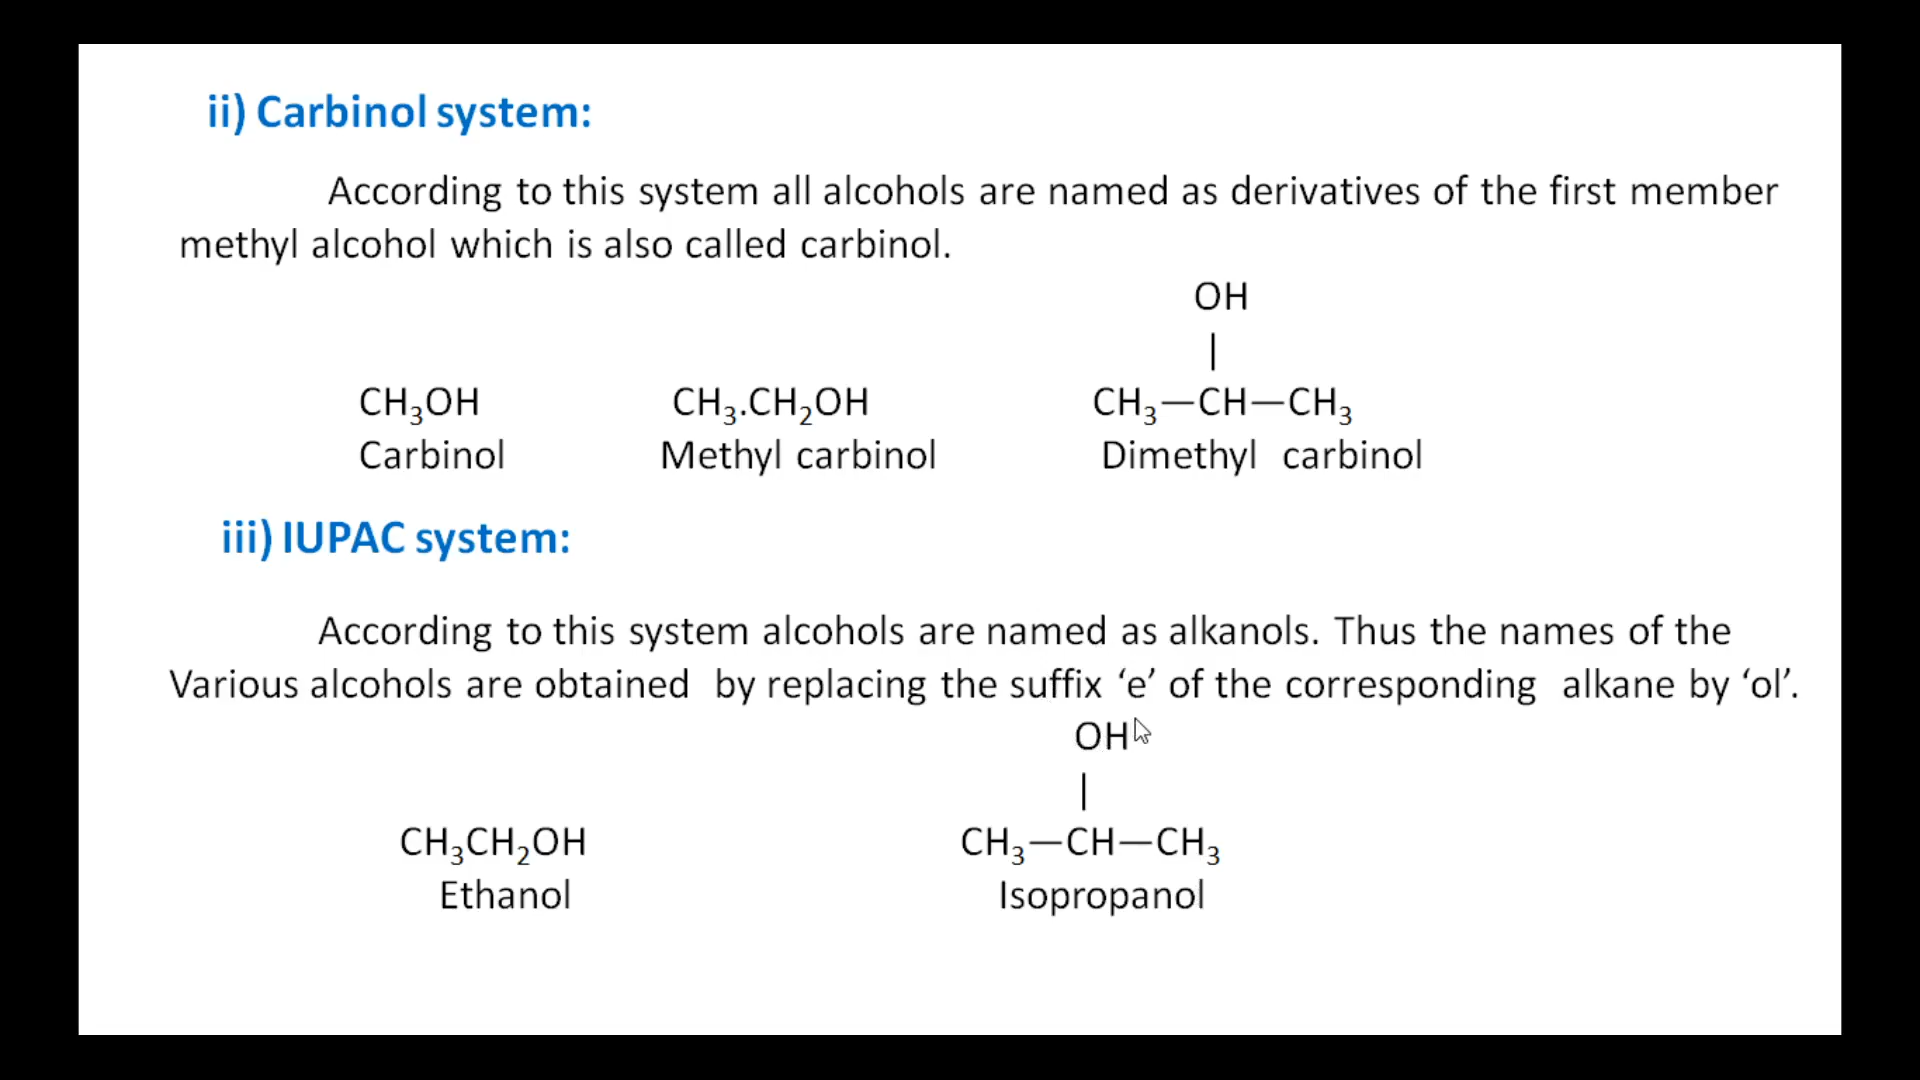 ii) Carbinol system:
According to this system all alcohols are named as derivatives of the first member
methyl alcohol which is also called carbinol.
OH
|
CH₃OH CH₃.CH₂OH CH₃—CH—CH₃
Carbinol Methyl carbinol Dimethyl carbinol
iii) IUPAC system:
According to this system alcohols are named as alkanols. Thus the names of the
Various alcohols are obtained by replacing the suffix ‘e’ of the corresponding alkane by ‘ol’.
OH
|
CH₃CH₂OH CH₃—CH—CH₃
Ethanol Isopropanol